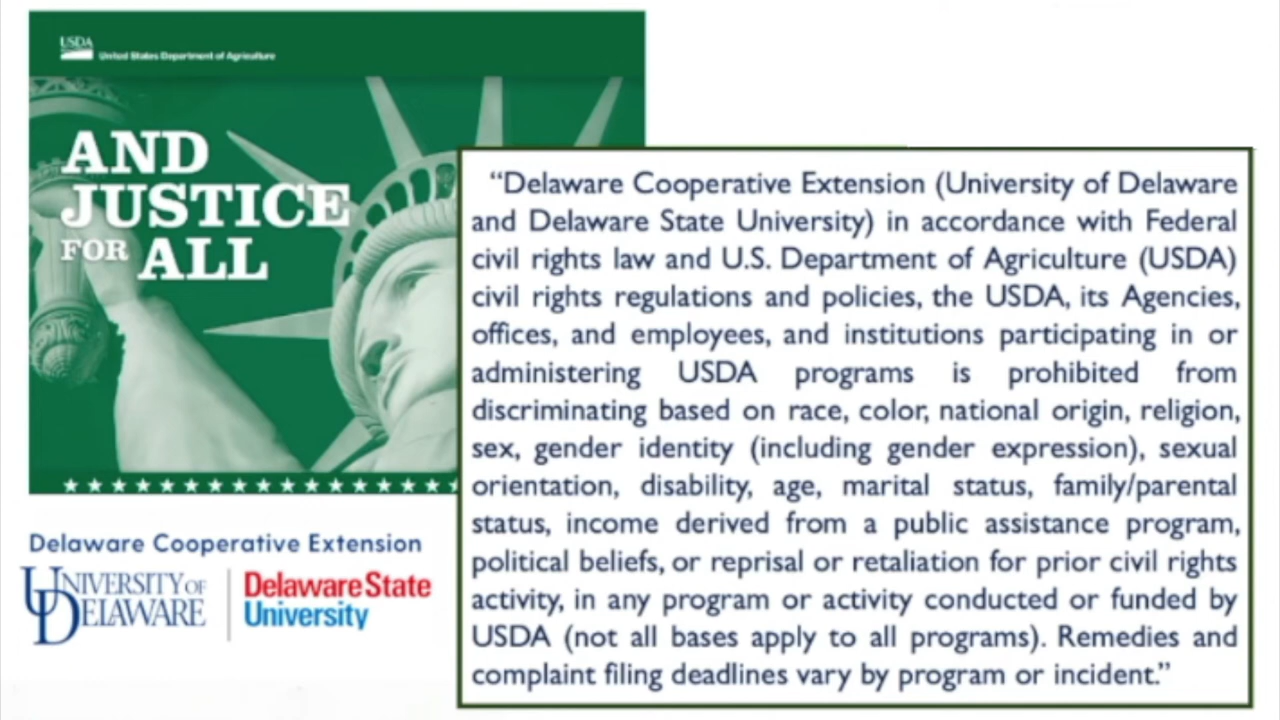 USDA
United States Department of Agriculture
AND
JUSTICE
FOR ALL
“Delaware Cooperative Extension (University of Delaware
and Delaware State University) in accordance with Federal
civil rights law and U.S. Department of Agriculture (USDA)
civil rights regulations and policies, the USDA, its Agencies,
offices, and employees, and institutions participating in or
administering USDA programs is prohibited from
discriminating based on race, color, national origin, religion,
sex, gender identity (including gender expression), sexual
orientation, disability, age, marital status, family/parental
status, income derived from a public assistance program,
political beliefs, or reprisal or retaliation for prior civil rights
activity, in any program or activity conducted or funded by
USDA (not all bases apply to all programs). Remedies and
complaint filing deadlines vary by program or incident.”
Delaware Cooperative Extension
UNIVERSITY OF
DELAWARE
Delaware State
University